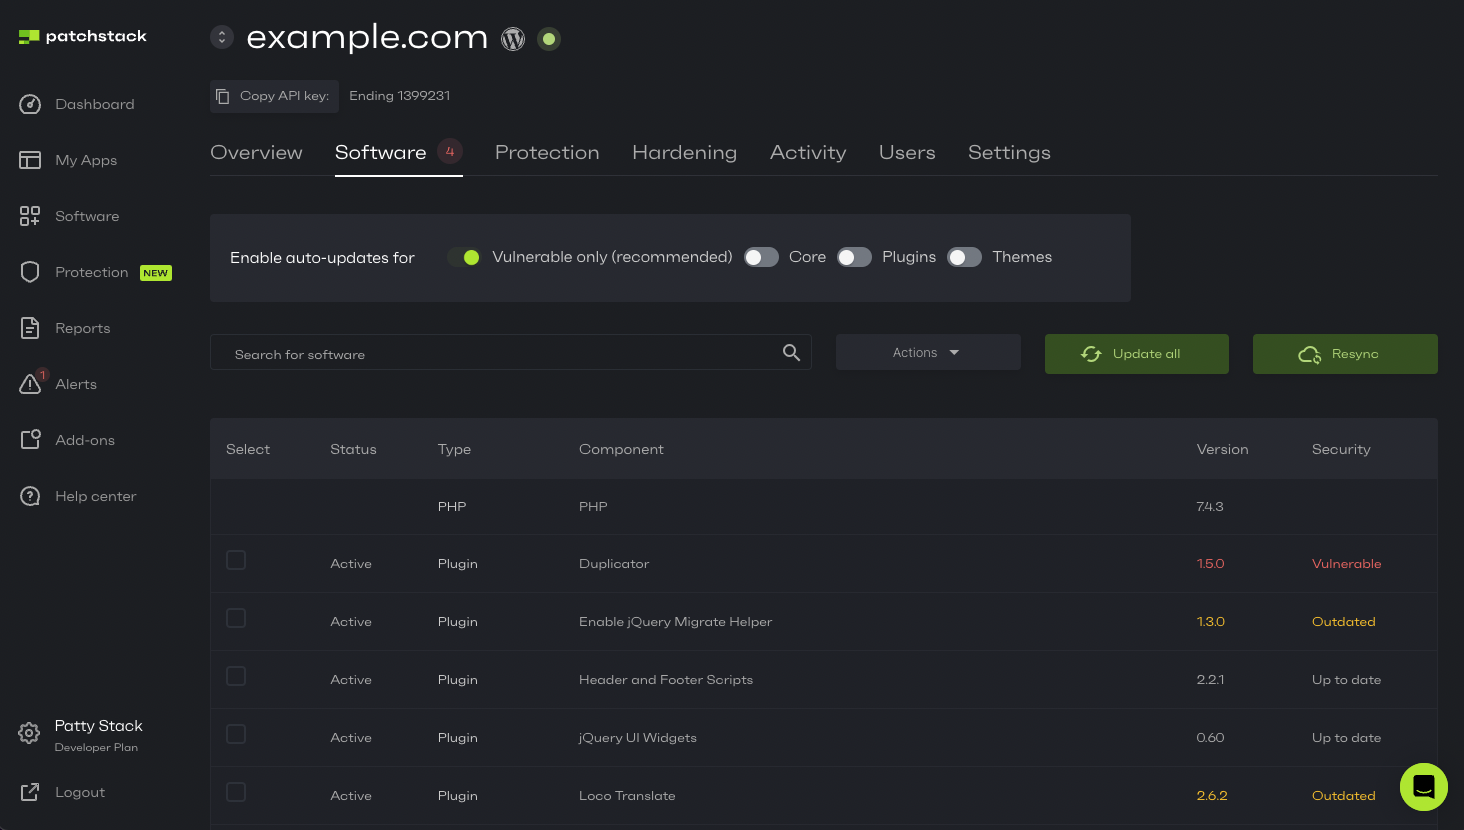 patchstack
example.com
Copy API key: Ending 1399231
Overview Software 4 Protection Hardening Activity Users Settings
Dashboard
My Apps
Software
Protection NEW
Reports
1 Alerts
Add-ons
Help center
Patty Stack
Developer Plan
Logout
Enable auto-updates for Vulnerable only (recommended) Core Plugins Themes
Search for software Actions Update all Resync
Select Status Type Component Version Security
PHP PHP 7.4.3
Active Plugin Duplicator 1.5.0 Vulnerable
Active Plugin Enable jQuery Migrate Helper 1.3.0 Outdated
Active Plugin Header and Footer Scripts 2.2.1 Up to date
Active Plugin jQuery UI Widgets 0.60 Up to date
Active Plugin Loco Translate 2.6.2 Outdated